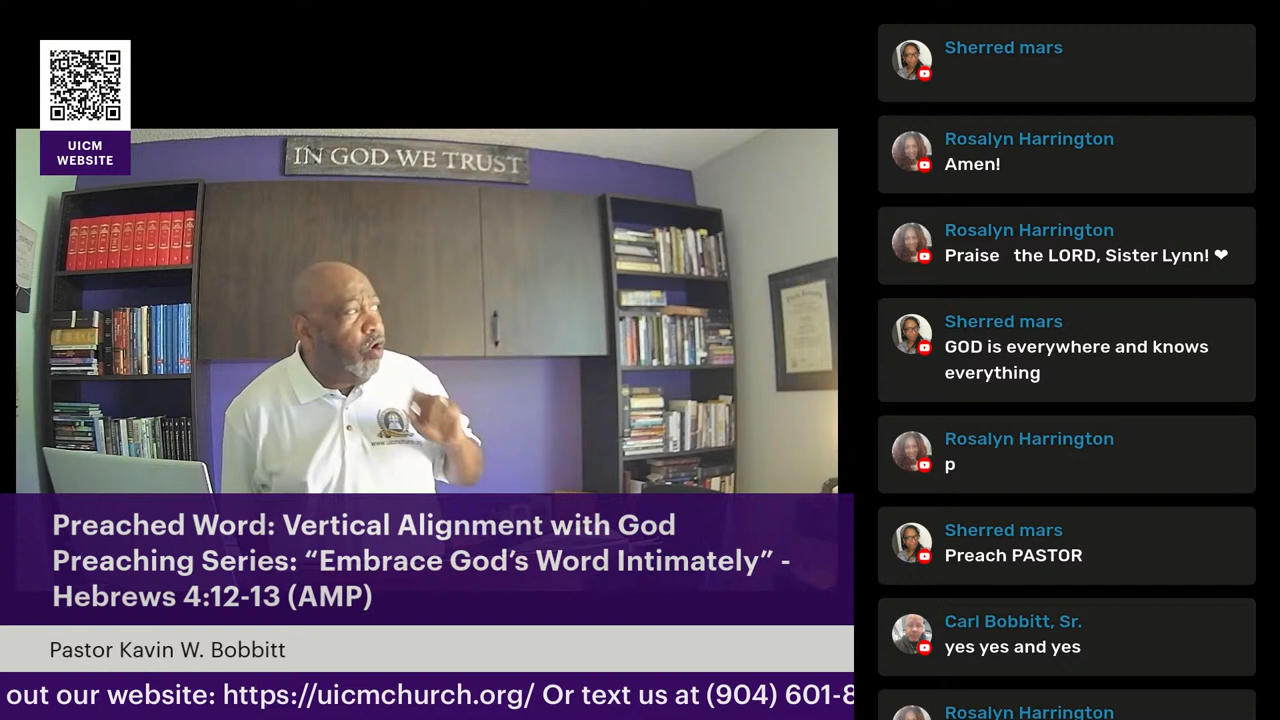 UICM
WEBSITE
IN GOD WE TRUST
Preached Word: Vertical Alignment with God
Preaching Series: “Embrace God’s Word Intimately” -
Hebrews 4:12-13 (AMP)
Pastor Kavin W. Bobbitt
out our website: https://uicmchurch.org/ Or text us at (904) 601-8
Sherred mars
Rosalyn Harrington
Amen!
Rosalyn Harrington
Praise the LORD, Sister Lynn! ❤
Sherred mars
GOD is everywhere and knows
everything
Rosalyn Harrington
p
Sherred mars
Preach PASTOR
Carl Bobbitt, Sr.
yes yes and yes
Rosalyn Harrington